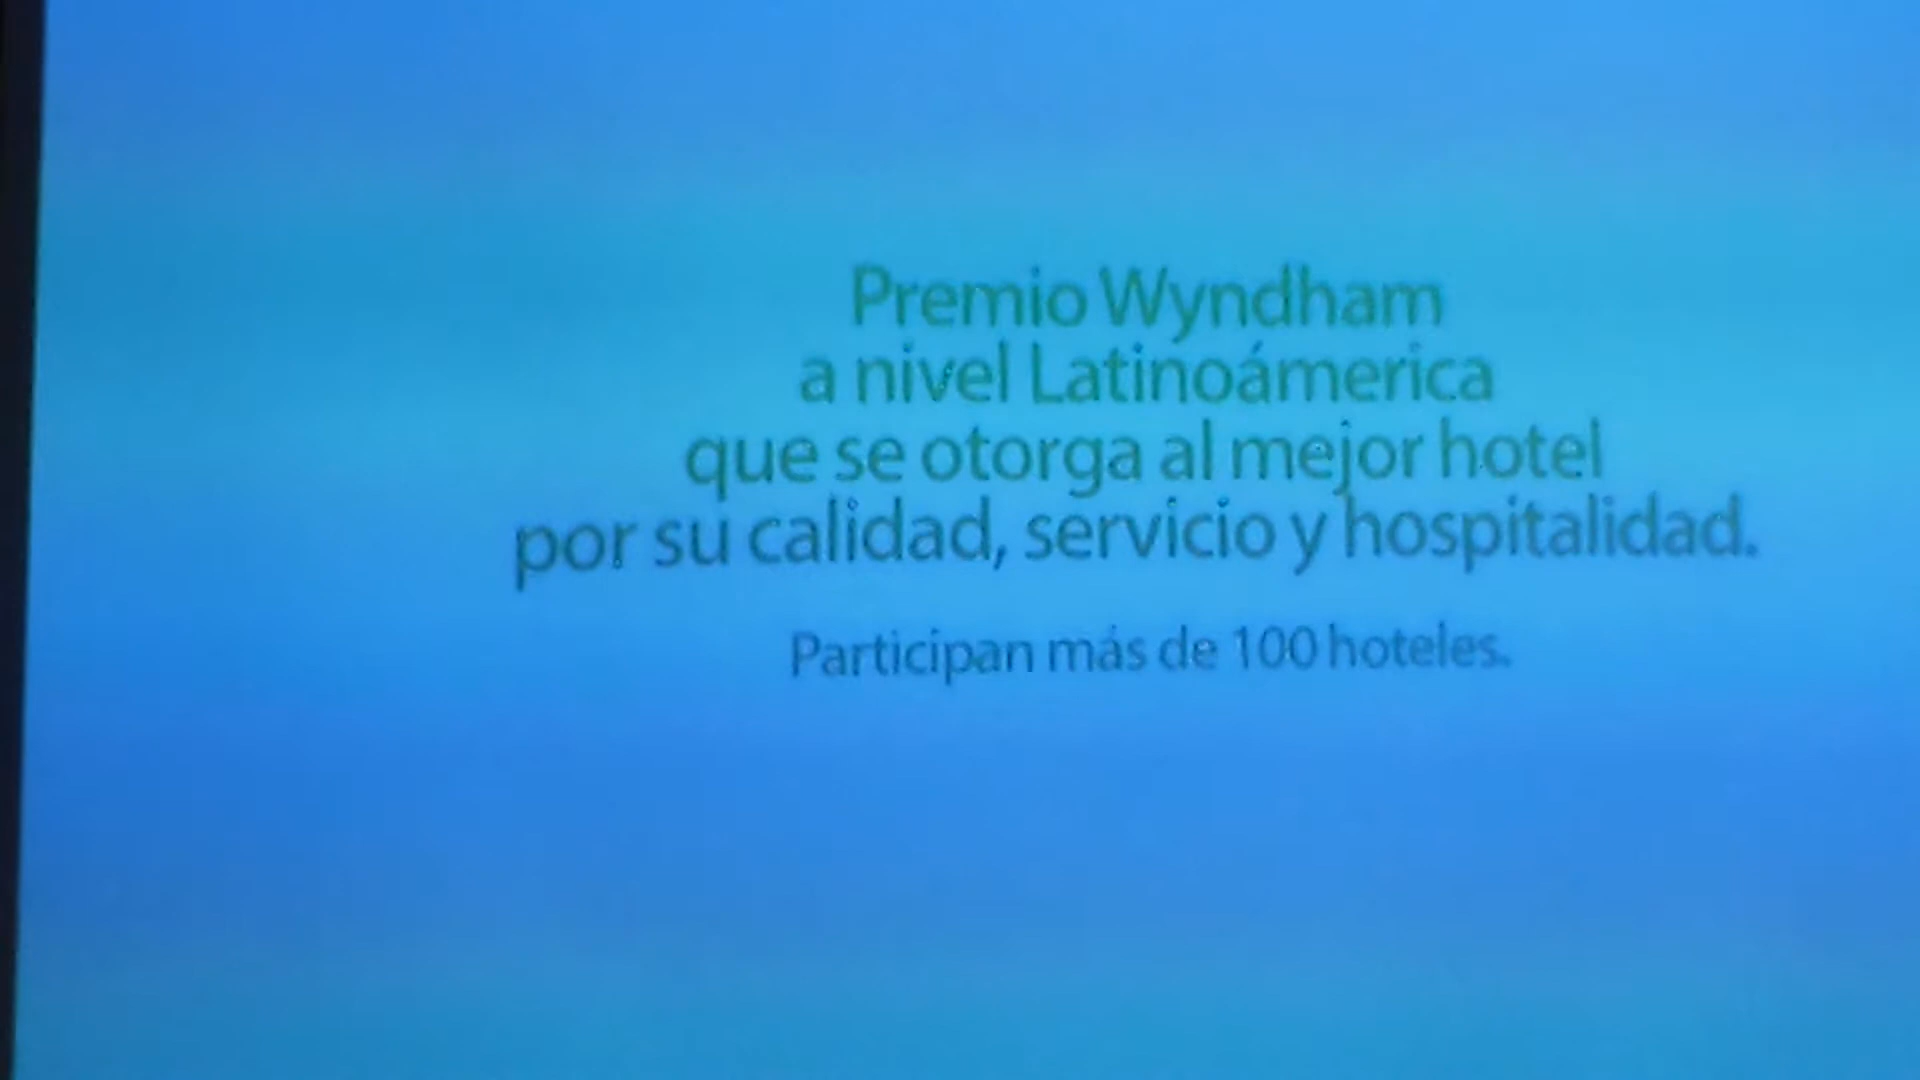 Premio Wyndham
a nivel Latinoámerica
que se otorga al mejor hotel
por su calidad, servicio y hospitalidad.
Participan más de 100 hoteles.